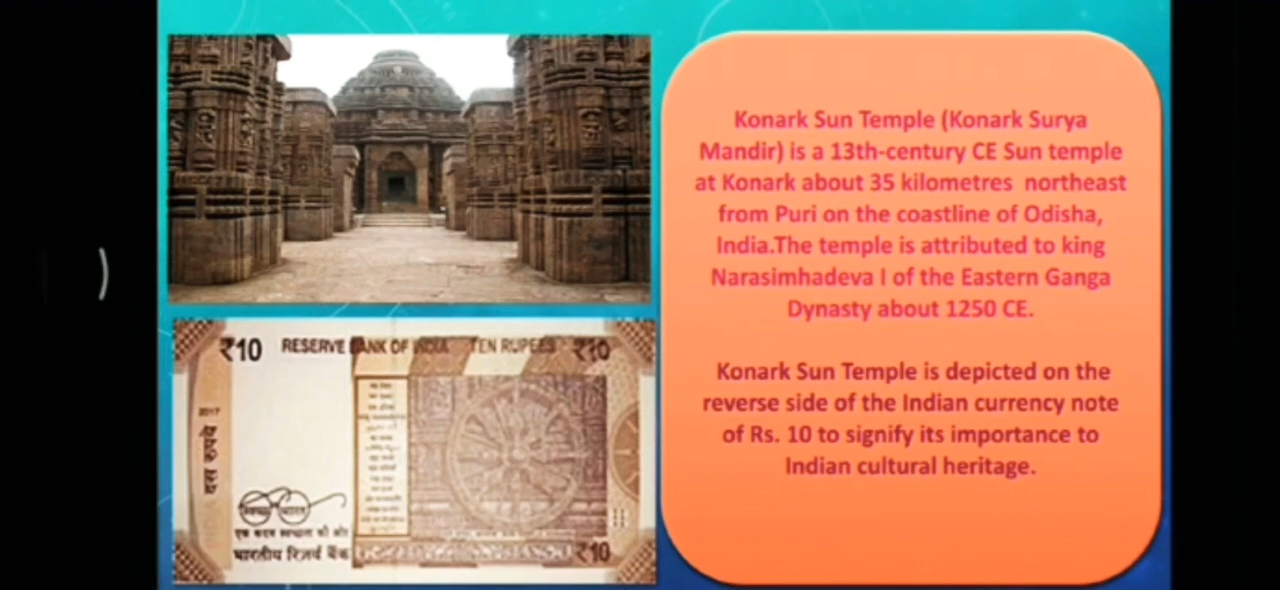 Konark Sun Temple (Konark Surya
Mandir) is a 13th-century CE Sun temple
at Konark about 35 kilometres northeast
from Puri on the coastline of Odisha,
India.The temple is attributed to king
Narasimhadeva I of the Eastern Ganga
Dynasty about 1250 CE.
Konark Sun Temple is depicted on the
reverse side of the Indian currency note
of Rs. 10 to signify its importance to
Indian cultural heritage.
₹10 RESERVE BANK OF INDIA TEN RUPEES ₹10
2017
दस रुपये
स्वच्छ भारत
एक कदम स्वच्छता की ओर
भारतीय रिज़र्व बैंक
₹10